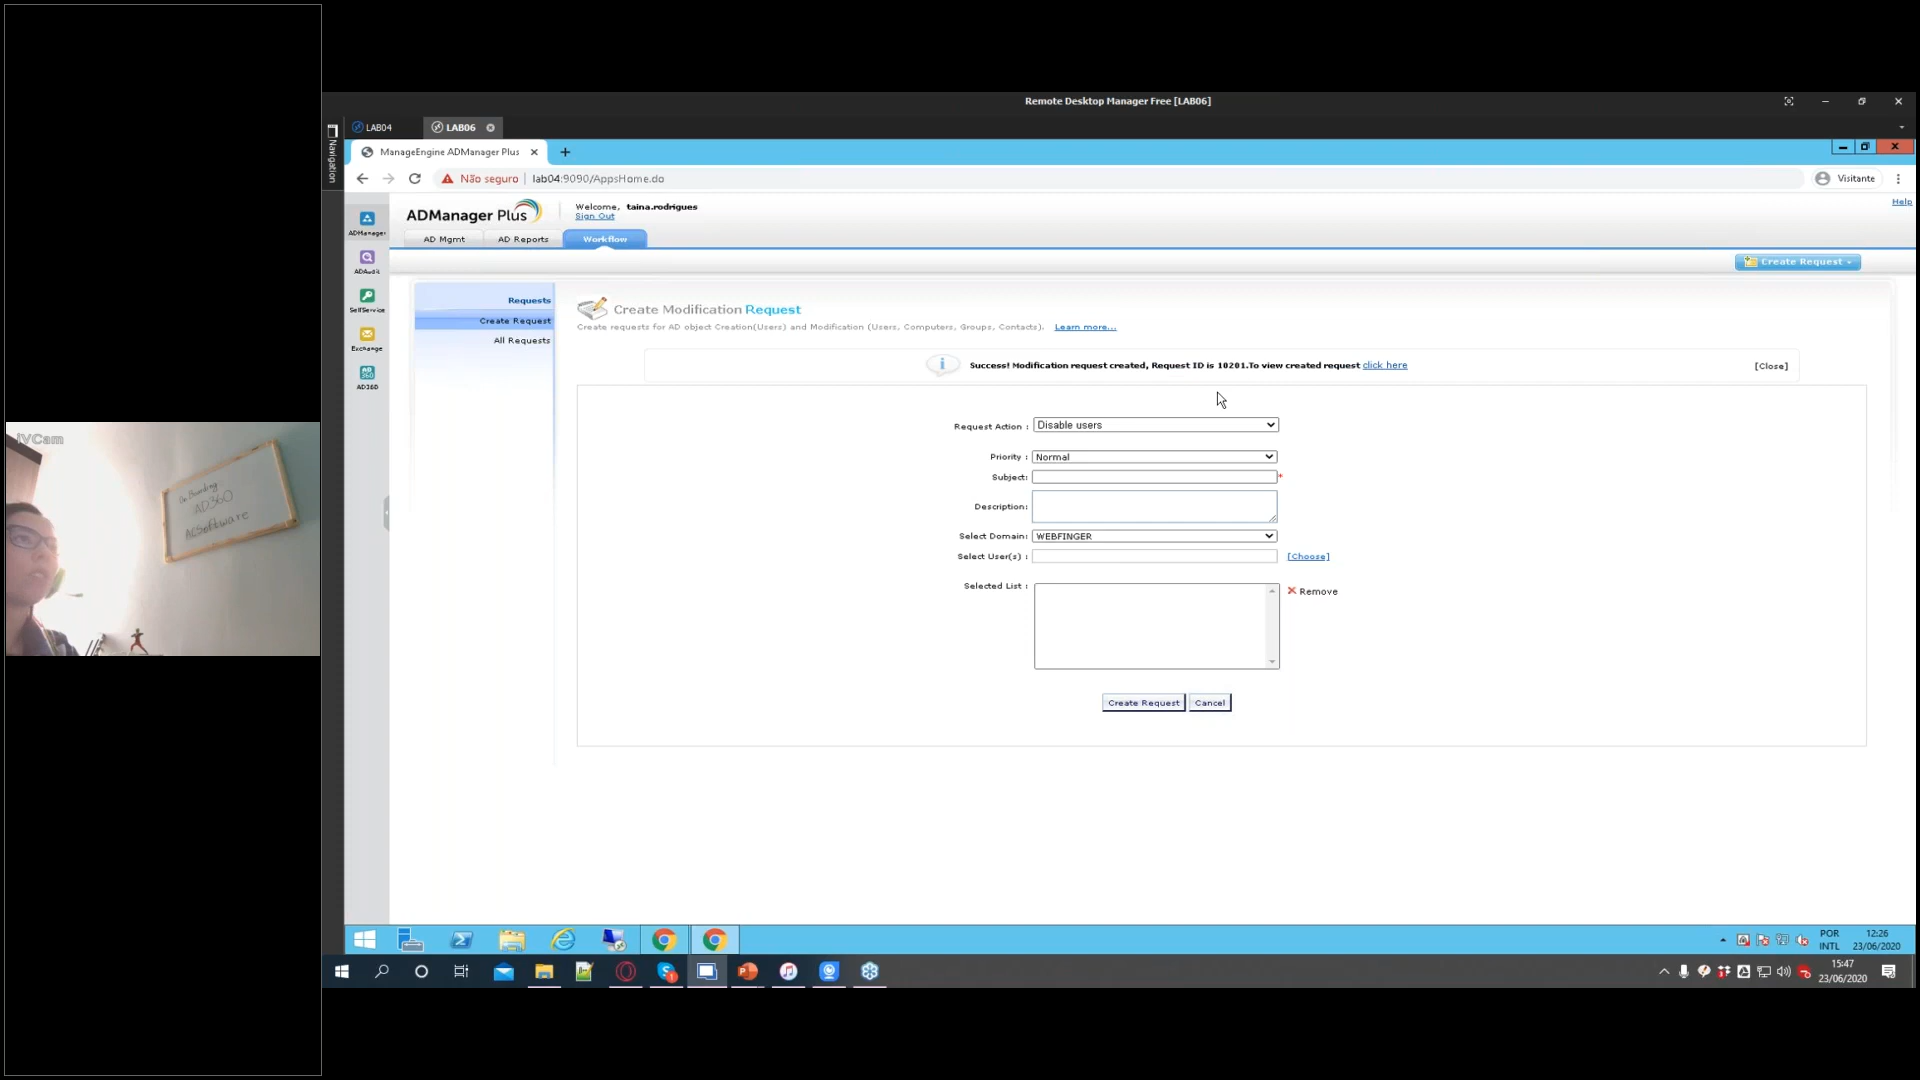 Remote Desktop Manager Free [LAB06]
LAB04
LAB06
Navigation
ManageEngine ADManager Plus
Não seguro
lab04:9090/AppsHome.do
Visitante
ADManager
ADAudit
SelfService
Exchange
AD360
ADManager Plus
Welcome, taina.rodrigues
Sign Out
Help
AD Mgmt
AD Reports
Workflow
Create Request
Requests
Create Request
All Requests
Create Modification Request
Create requests for AD object Creation(Users) and Modification (Users, Computers, Groups, Contacts). Learn more...
Success! Modification request created, Request ID is 10201.To view created request click here
[Close]
Request Action : Disable users
Priority : Normal
Subject: *
Description:
Select Domain: WEBFINGER
Select User(s) : [Choose]
Selected List :
Remove
Create Request
Cancel
iVCam
On Boarding:
AD360
ACSoftware
POR
INTL
12:26
23/06/2020
15:47
23/06/2020